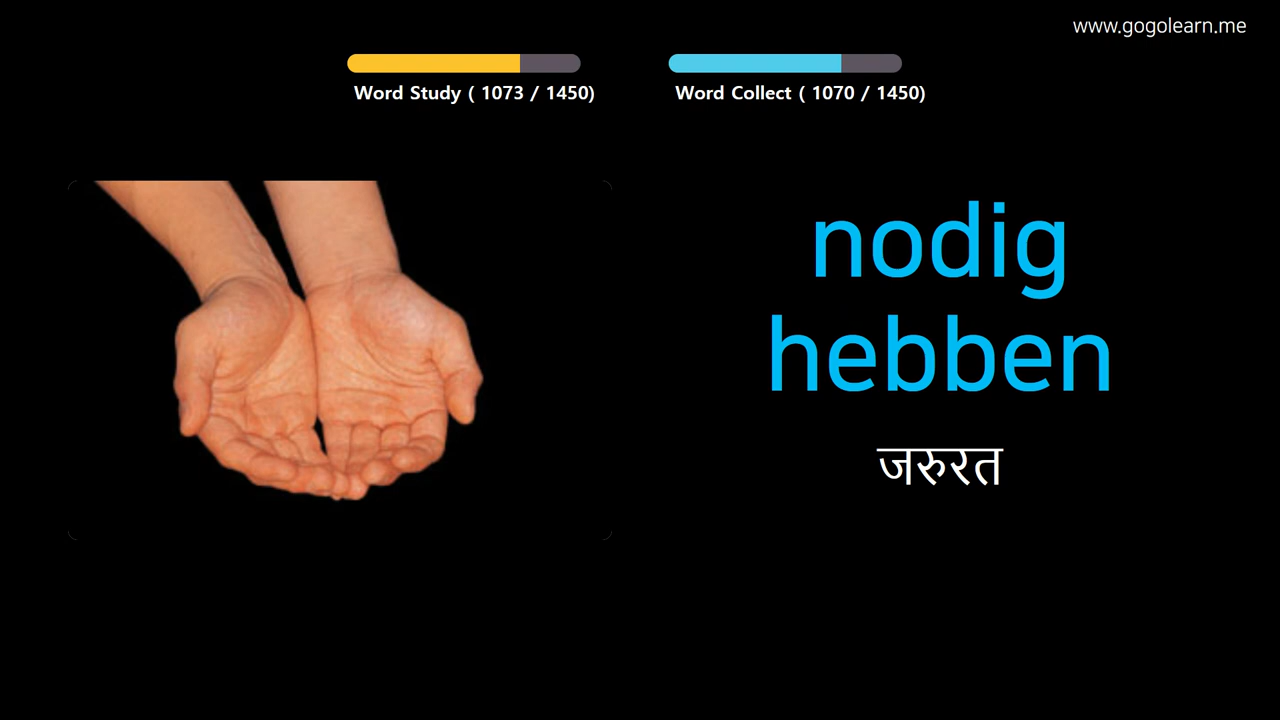 www.gogolearn.me
Word Study ( 1073 / 1450)
Word Collect ( 1070 / 1450)
nodig
hebben
जरुरत